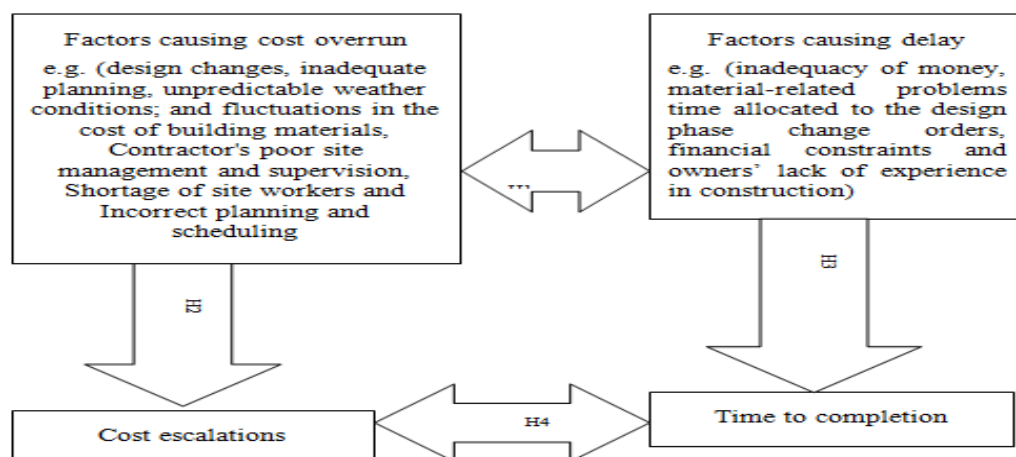 Factors causing cost overrun
e.g. (design changes, inadequate
planning, unpredictable weather
conditions; and fluctuations in the
cost of building materials,
Contractor's poor site
management and supervision,
Shortage of site workers and
Incorrect planning and
scheduling
Factors causing delay
e.g. (inadequacy of money,
material-related problems
time allocated to the design
phase change orders,
financial constraints and
owners’ lack of experience
in construction)
H2
H3
Cost escalations
H4
Time to completion